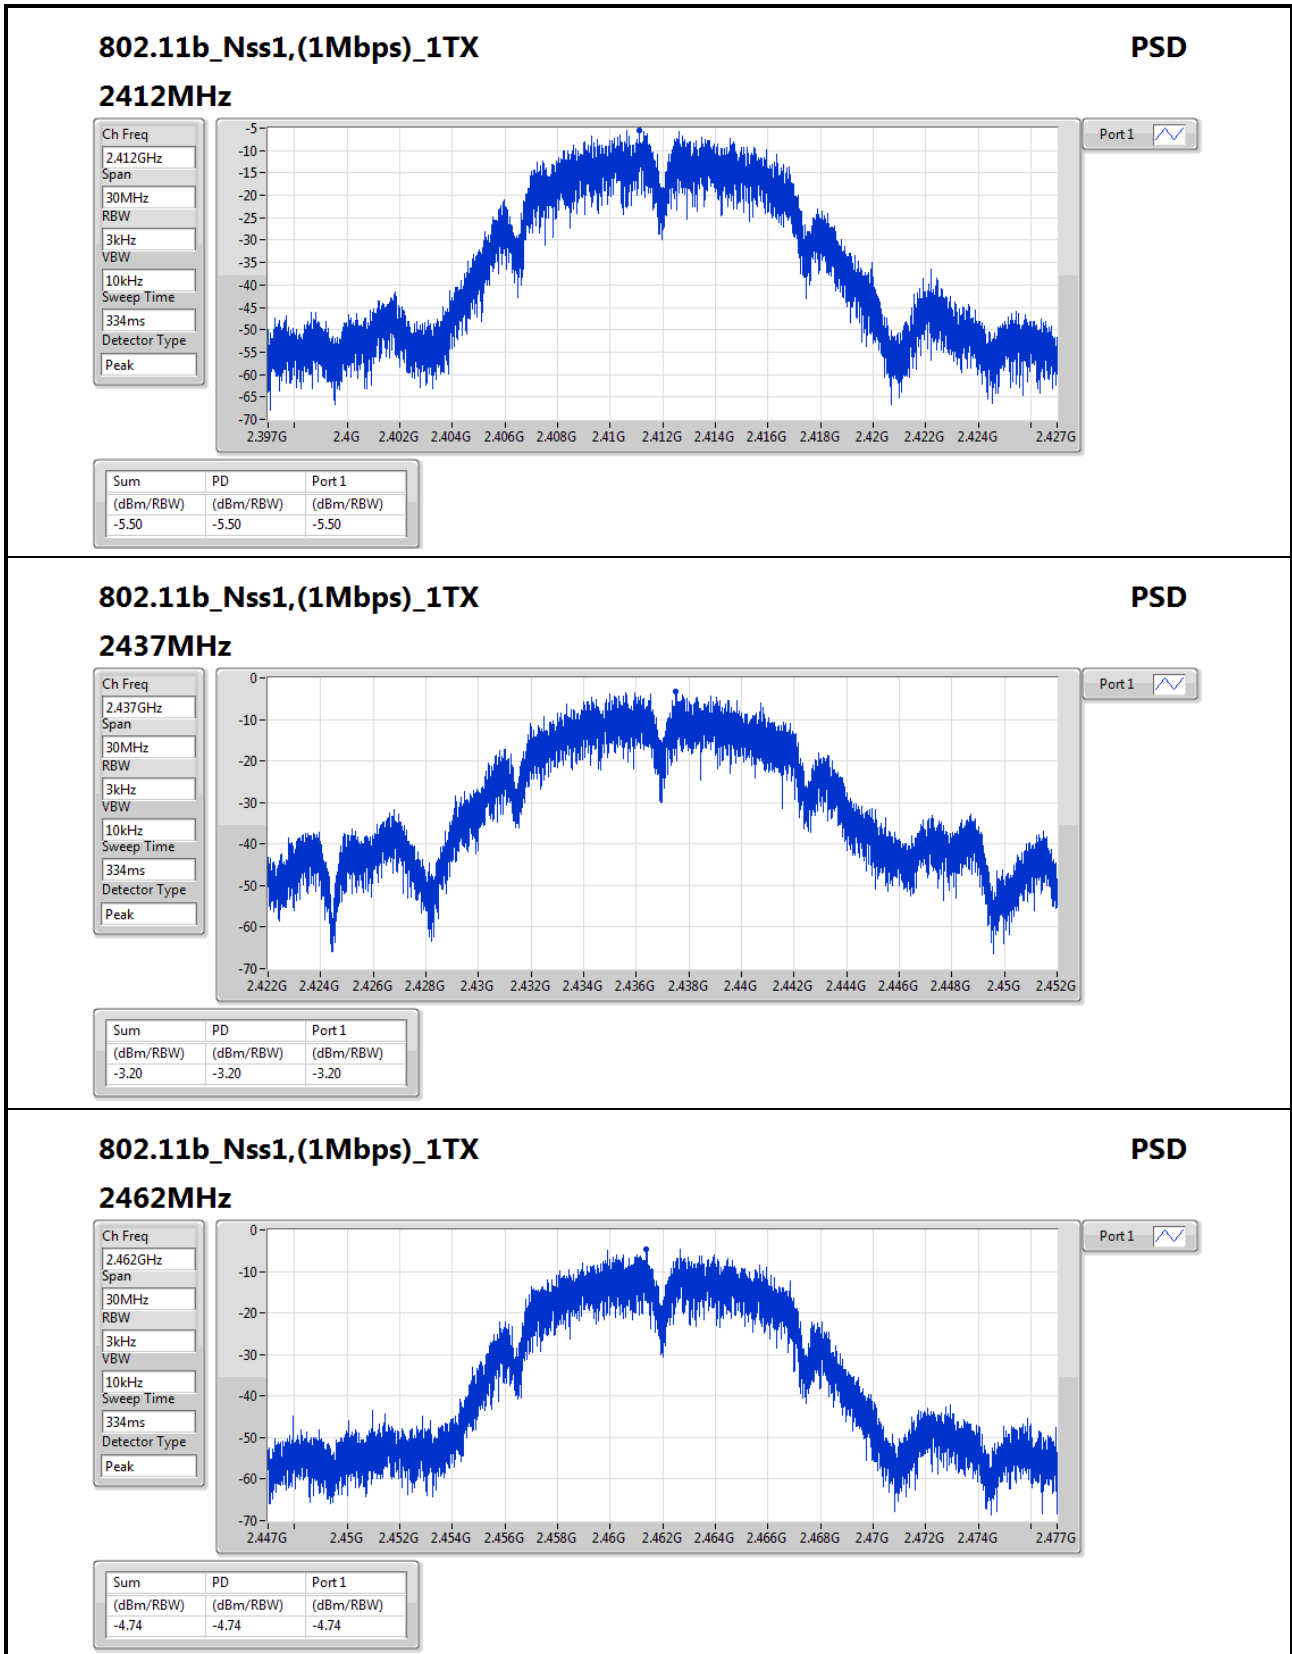 802.11b_Nss1,(1Mbps)_1TX PSD
2412MHz
Ch Freq
2.412GHz
Span
30MHz
RBW
3kHz
VBW
10kHz
Sweep Time
334ms
Detector Type
Peak
-5
-10
-15
-20
-25
-30
-35
-40
-45
-50
-55
-60
-65
-70
2.397G 2.4G 2.402G 2.404G 2.406G 2.408G 2.41G 2.412G 2.414G 2.416G 2.418G 2.42G 2.422G 2.424G 2.427G
Port 1
Sum PD Port 1
(dBm/RBW) (dBm/RBW) (dBm/RBW)
-5.50 -5.50 -5.50
802.11b_Nss1,(1Mbps)_1TX PSD
2437MHz
Ch Freq
2.437GHz
Span
30MHz
RBW
3kHz
VBW
10kHz
Sweep Time
334ms
Detector Type
Peak
0
-10
-20
-30
-40
-50
-60
-70
2.422G 2.424G 2.426G 2.428G 2.43G 2.432G 2.434G 2.436G 2.438G 2.44G 2.442G 2.444G 2.446G 2.448G 2.45G 2.452G
Port 1
Sum PD Port 1
(dBm/RBW) (dBm/RBW) (dBm/RBW)
-3.20 -3.20 -3.20
802.11b_Nss1,(1Mbps)_1TX PSD
2462MHz
Ch Freq
2.462GHz
Span
30MHz
RBW
3kHz
VBW
10kHz
Sweep Time
334ms
Detector Type
Peak
0
-10
-20
-30
-40
-50
-60
-70
2.447G 2.45G 2.452G 2.454G 2.456G 2.458G 2.46G 2.462G 2.464G 2.466G 2.468G 2.47G 2.472G 2.474G 2.477G
Port 1
Sum PD Port 1
(dBm/RBW) (dBm/RBW) (dBm/RBW)
-4.74 -4.74 -4.74